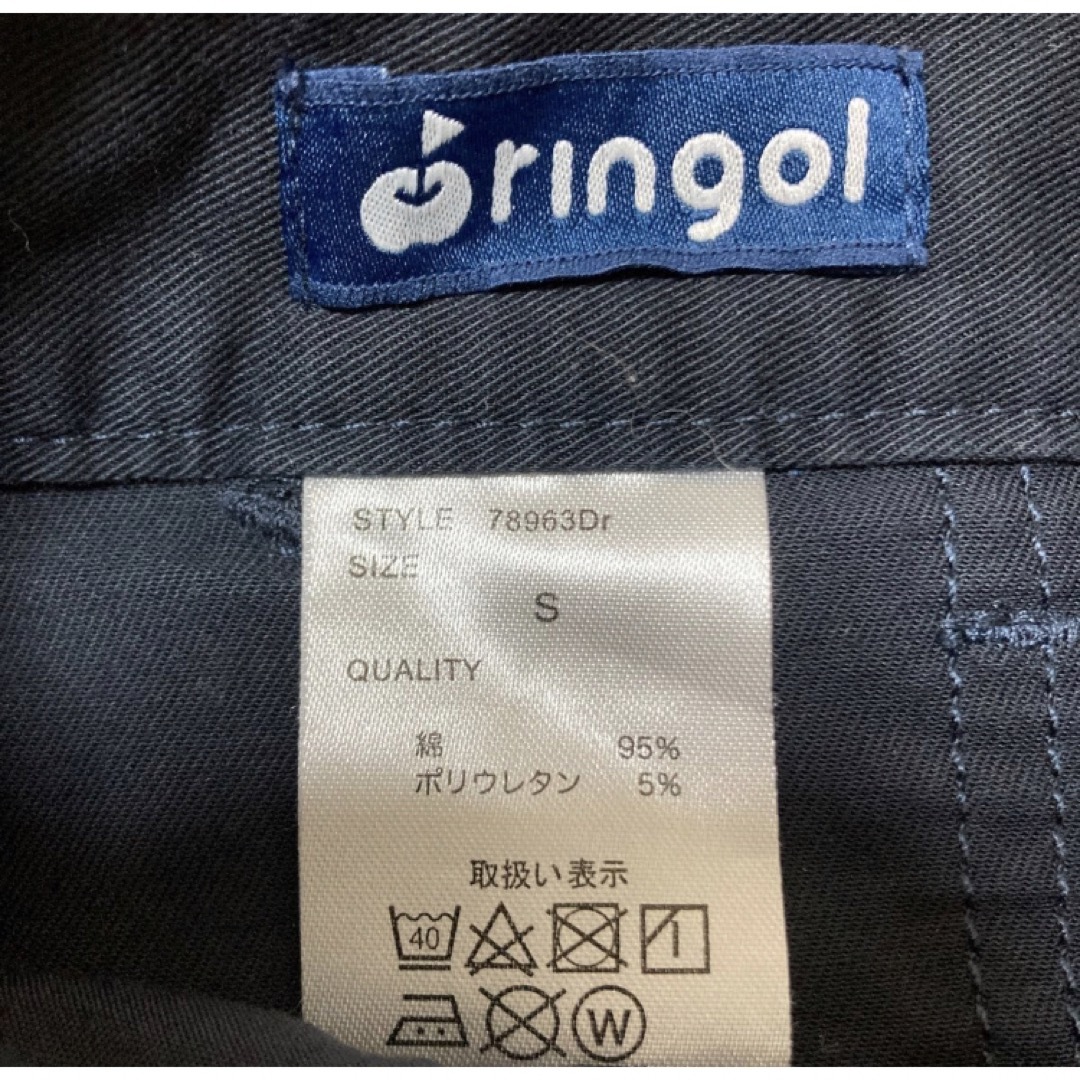 ringol
STYLE 78963Dr
SIZE
S
QUALITY
綿 95%
ポリウレタン 5%
取扱い表示
40
W